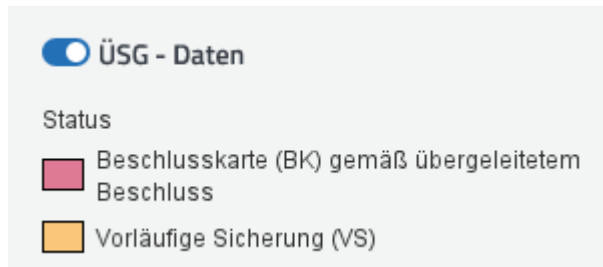 ÜSG - Daten
Status
Beschlusskarte (BK) gemäß übergeleitetem
Beschluss
Vorläufige Sicherung (VS)